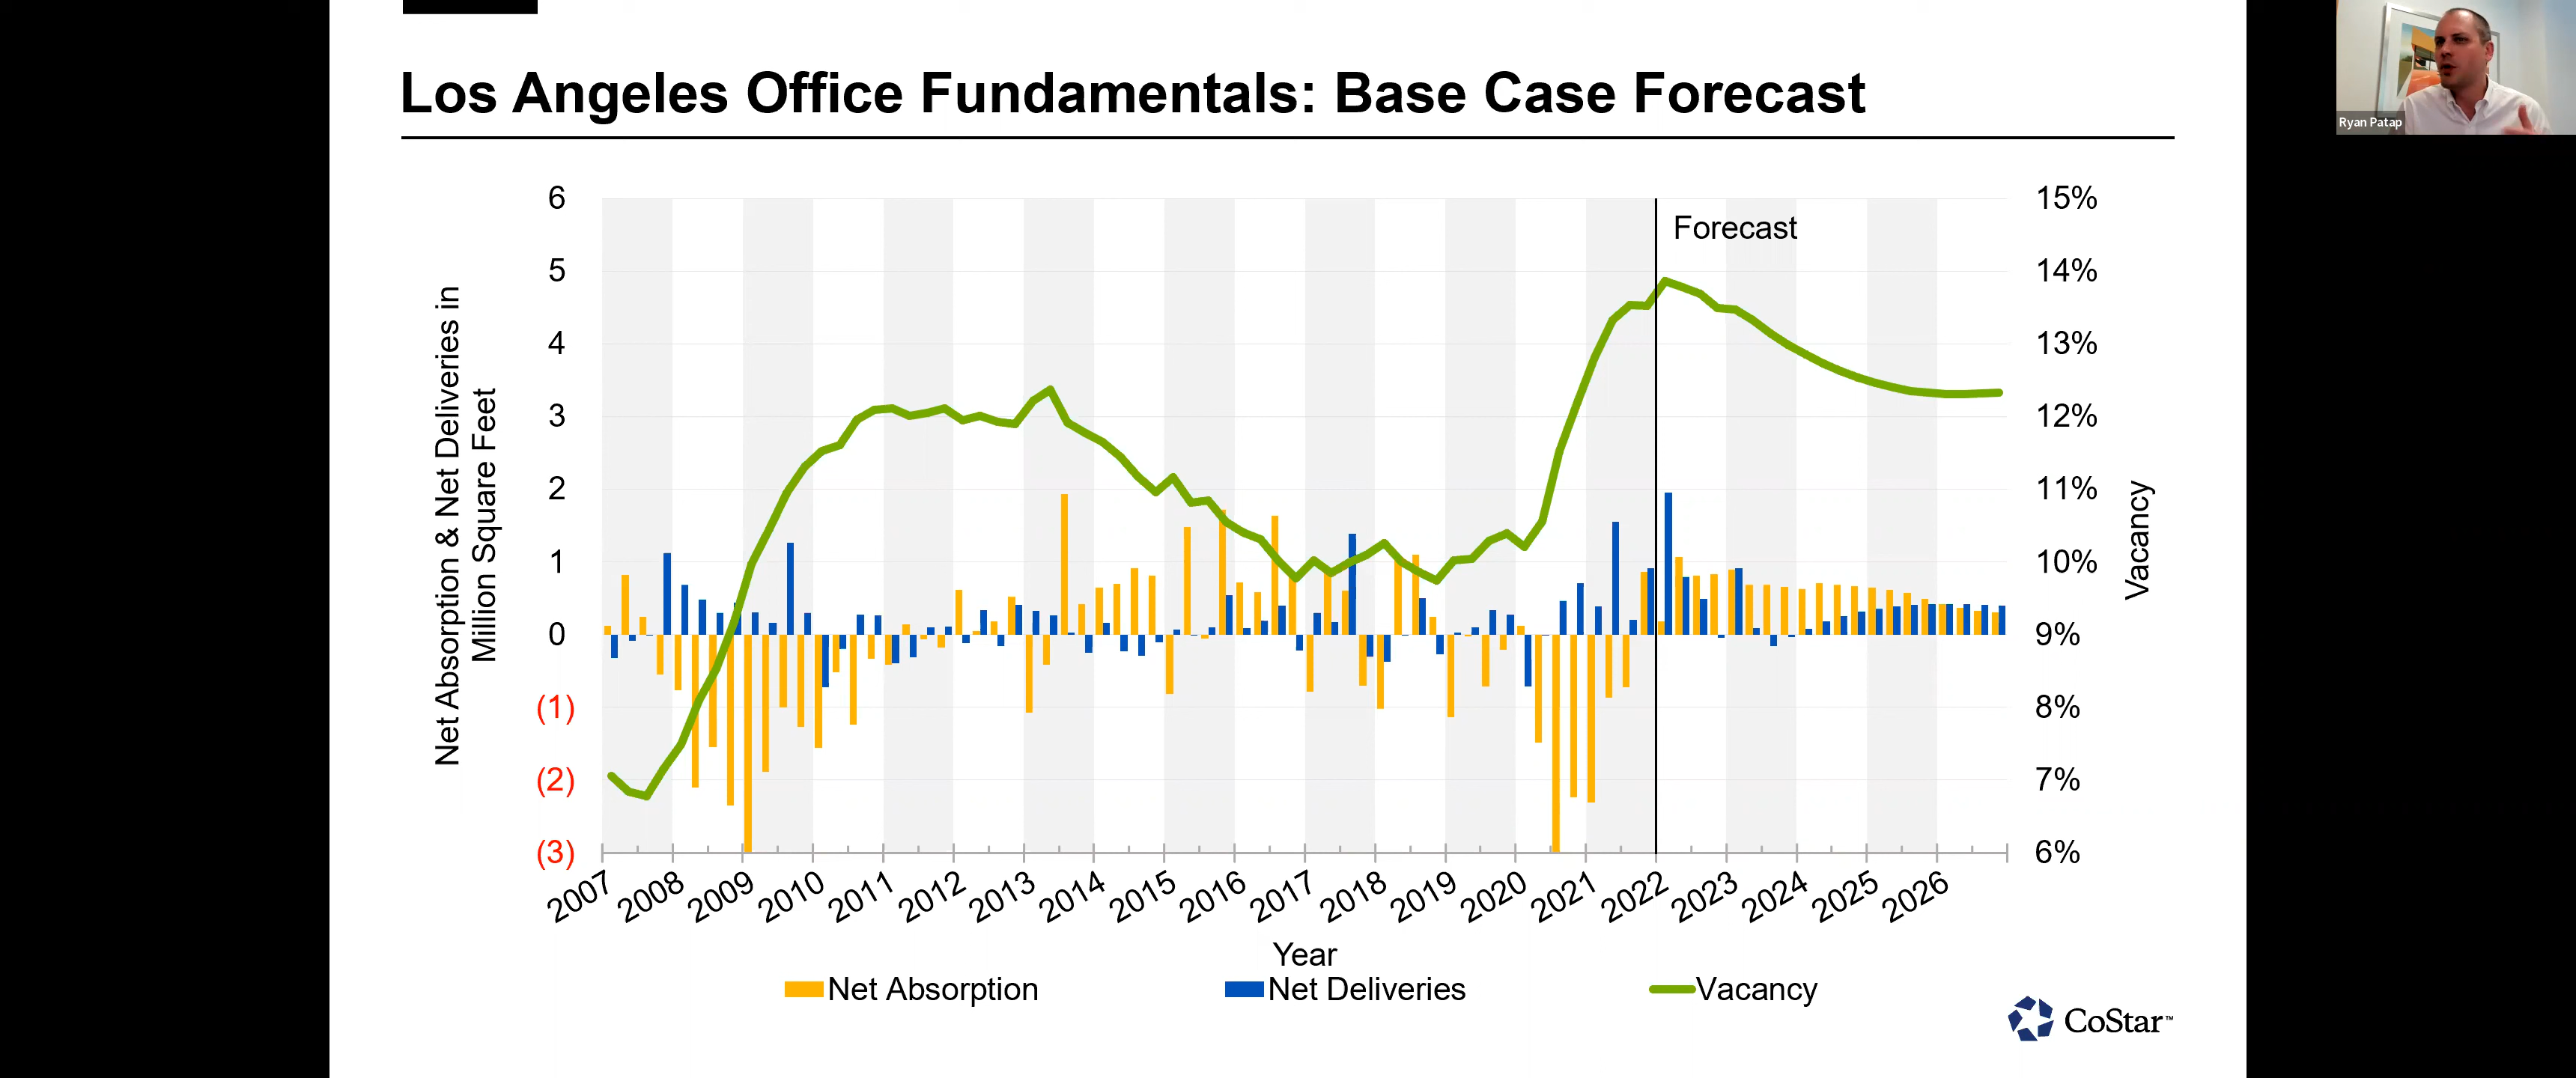 Los Angeles Office Fundamentals: Base Case Forecast
Ryan Patap
Net Absorption & Net Deliveries in
Million Square Feet
6
5
4
3
2
1
0
(1)
(2)
(3)
Forecast
15%
14%
13%
12%
11%
10%
9%
8%
7%
6%
Vacancy
2007 2008 2009 2010 2011 2012 2013 2014 2015 2016 2017 2018 2019 2020 2021 2022 2023 2024 2025 2026
Year
Net Absorption Net Deliveries Vacancy
CoStar™